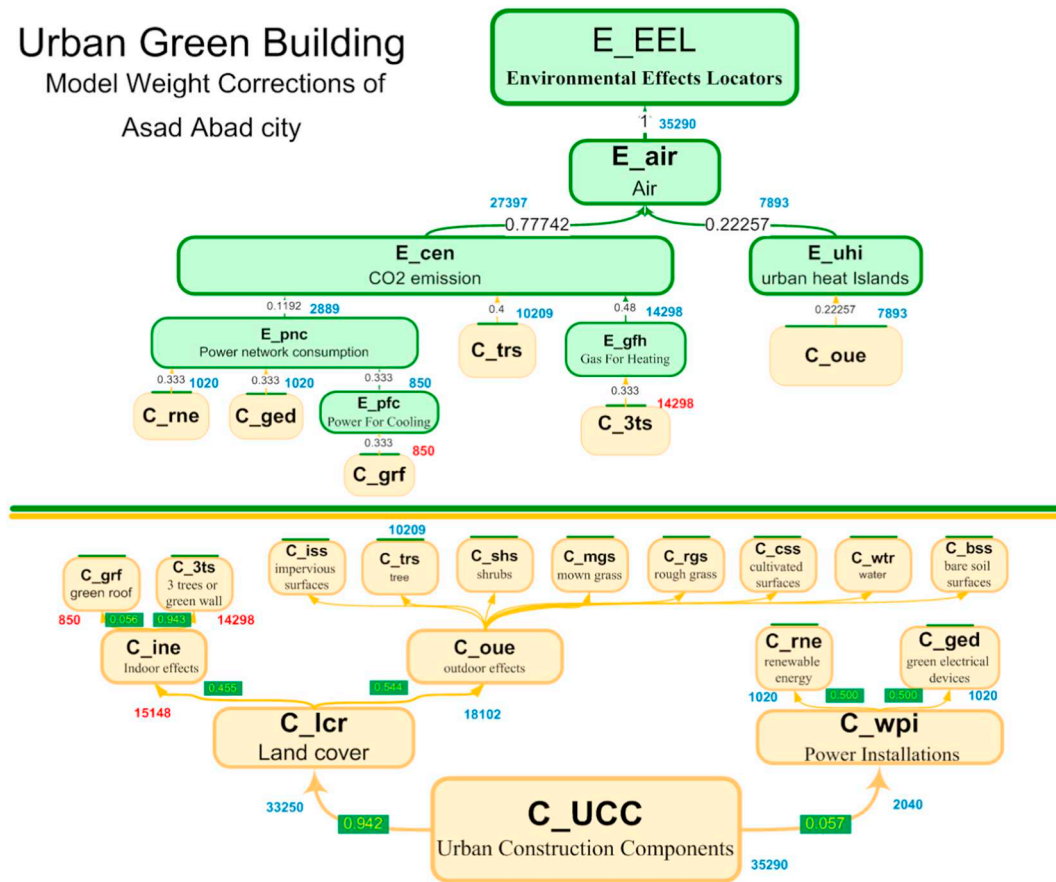 Urban Green Building
Model Weight Corrections of
Asad Abad city
E_EEL
Environmental Effects Locators
1
35290
E_air
Air
27397
7893
0.77742
0.22257
E_cen
CO2 emission
E_uhi
urban heat Islands
0.1192
2889
0.4
10209
0.48
14298
0.22257
7893
E_pnc
Power network consumption
C_trs
E_gfh
Gas For Heating
C_oue
0.333
1020
0.333
1020
0.333
850
0.333
14298
C_rne
C_ged
E_pfc
Power For Cooling
C_3ts
0.333
850
C_grf
10209
C_grf
green roof
C_3ts
3 trees or
green wall
C_iss
impervious
surfaces
C_trs
tree
C_shs
shrubs
C_mgs
mown grass
C_rgs
rough grass
C_css
cultivated
surfaces
C_wtr
water
C_bss
bare soil
surfaces
850
0.056
0.943
14298
C_ine
Indoor effects
C_oue
outdoor effects
C_rne
renewable
energy
C_ged
green electrical
devices
0.455
0.544
1020
0.500
0.500
1020
15148
18102
C_lcr
Land cover
C_wpi
Power Installations
33250
2040
0.942
0.057
C_UCC
Urban Construction Components
35290